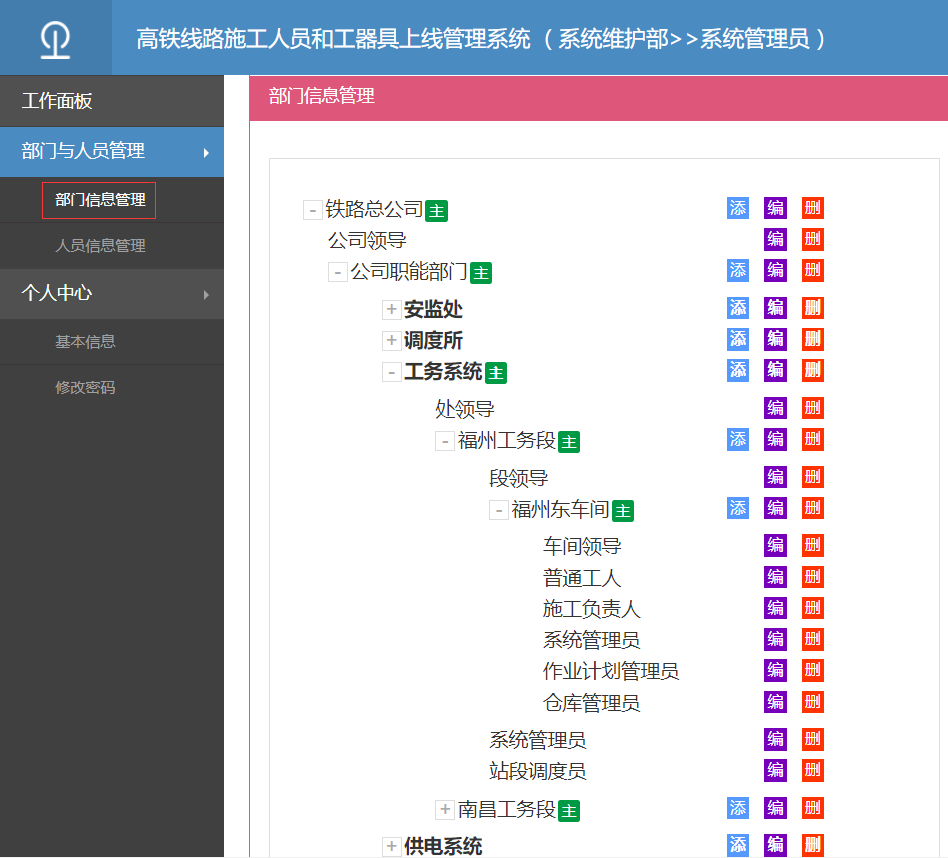 高铁线路施工人员和工器具上线管理系统 （ 系统维护部>>系统管理员 ）
工作面板
部门与人员管理
部门信息管理
人员信息管理
个人中心
基本信息
修改密码
部门信息管理
- 铁路总公司 主 添 编 删
公司领导 编 删
- 公司职能部门 主 添 编 删
+ 安监处 添 编 删
+ 调度所 添 编 删
- 工务系统 主 添 编 删
处领导 编 删
- 福州工务段 主 添 编 删
段领导 编 删
- 福州东车间 主 添 编 删
车间领导 编 删
普通工人 编 删
施工负责人 编 删
系统管理员 编 删
作业计划管理员 编 删
仓库管理员 编 删
系统管理员 编 删
站段调度员 编 删
+ 南昌工务段 主 添 编 删
+ 供电系统 添 编 删